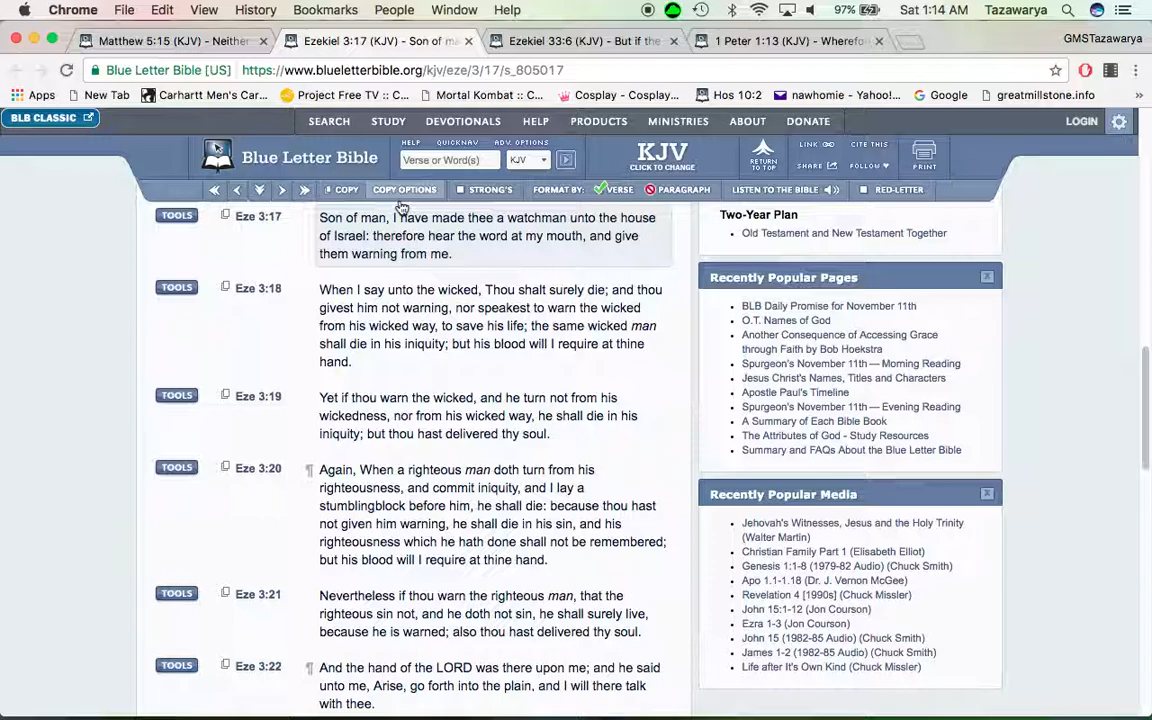 Chrome File Edit View History Bookmarks People Window Help 97% Sat 1:14 AM Tazawarya
Matthew 5:15 (KJV) - Neither Ezekiel 3:17 (KJV) - Son of ma Ezekiel 33:6 (KJV) - But if the 1 Peter 1:13 (KJV) - Wherefo GMSTazawarya
Blue Letter Bible [US] https://www.blueletterbible.org/kjv/eze/3/17/s_805017
Apps New Tab Carhartt Men's Car... Project Free TV :: C... Mortal Kombat :: C... Cosplay - Cosplay... Hos 10:2 nawhomie - Yahoo!... Google greatmillstone.info »
BLB CLASSIC SEARCH STUDY DEVOTIONALS HELP PRODUCTS MINISTRIES ABOUT DONATE LOGIN
HELP QUICKNAV ADV. OPTIONS
Blue Letter Bible Verse or Word(s) KJV
KJV
CLICK TO CHANGE
RETURN
TO TOP
LINK CITE THIS
SHARE FOLLOW
PRINT
COPY COPY OPTIONS STRONG'S FORMAT BY: VERSE PARAGRAPH LISTEN TO THE BIBLE RED-LETTER
TOOLS Eze 3:17 Son of man, I have made thee a watchman unto the house
of Israel: therefore hear the word at my mouth, and give
them warning from me.
TOOLS Eze 3:18 When I say unto the wicked, Thou shalt surely die; and thou
givest him not warning, nor speakest to warn the wicked
from his wicked way, to save his life; the same wicked man
shall die in his iniquity; but his blood will I require at thine
hand.
TOOLS Eze 3:19 Yet if thou warn the wicked, and he turn not from his
wickedness, nor from his wicked way, he shall die in his
iniquity; but thou hast delivered thy soul.
TOOLS Eze 3:20 ¶ Again, When a righteous man doth turn from his
righteousness, and commit iniquity, and I lay a
stumblingblock before him, he shall die: because thou hast
not given him warning, he shall die in his sin, and his
righteousness which he hath done shall not be remembered;
but his blood will I require at thine hand.
TOOLS Eze 3:21 Nevertheless if thou warn the righteous man, that the
righteous sin not, and he doth not sin, he shall surely live,
because he is warned; also thou hast delivered thy soul.
TOOLS Eze 3:22 ¶ And the hand of the LORD was there upon me; and he said
unto me, Arise, go forth into the plain, and I will there talk
with thee.
Two-Year Plan
Old Testament and New Testament Together
Recently Popular Pages
BLB Daily Promise for November 11th
O.T. Names of God
Another Consequence of Accessing Grace
through Faith by Bob Hoekstra
Spurgeon's November 11th — Morning Reading
Jesus Christ's Names, Titles and Characters
Apostle Paul's Timeline
Spurgeon's November 11th — Evening Reading
A Summary of Each Bible Book
The Attributes of God - Study Resources
Summary and FAQs About the Blue Letter Bible
Recently Popular Media
Jehovah's Witnesses, Jesus and the Holy Trinity
(Walter Martin)
Christian Family Part 1 (Elisabeth Elliot)
Genesis 1:1-8 (1979-82 Audio) (Chuck Smith)
Apo 1.1-1.18 (Dr. J. Vernon McGee)
Revelation 4 [1990s] (Chuck Missler)
John 15:1-12 (Jon Courson)
Ezra 1-3 (Jon Courson)
John 15 (1982-85 Audio) (Chuck Smith)
James 1-2 (1982-85 Audio) (Chuck Smith)
Life after It's Own Kind (Chuck Missler)